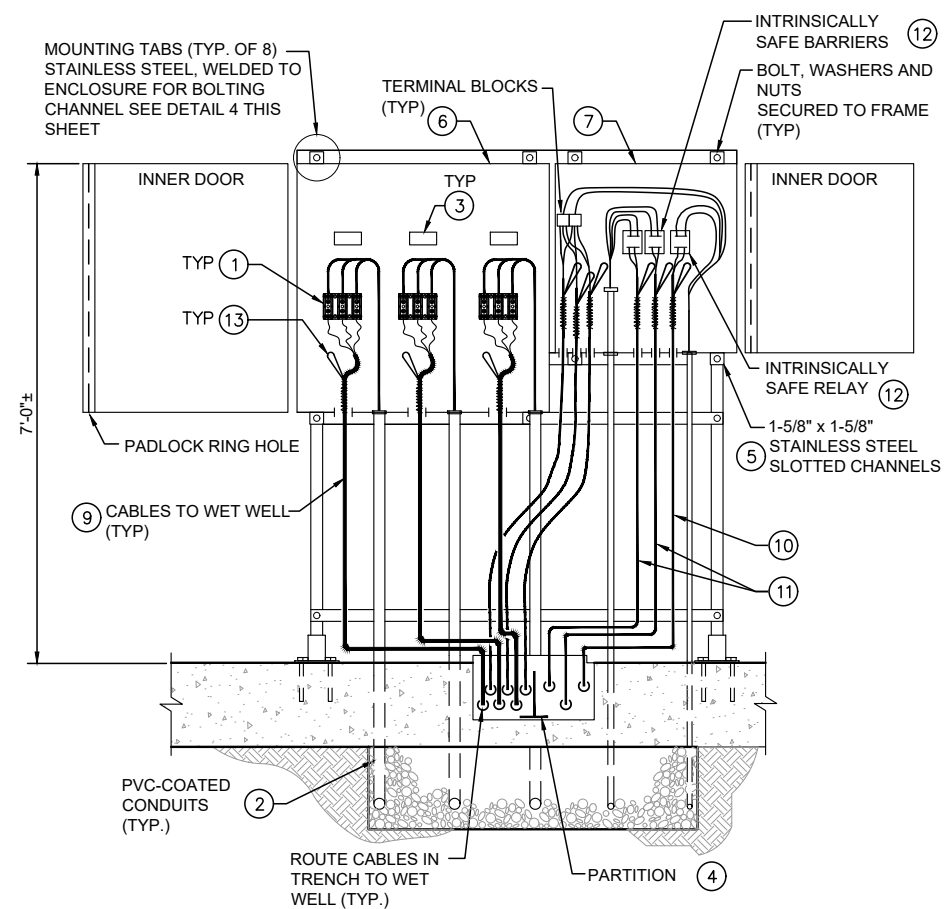 MOUNTING TABS (TYP. OF 8)
STAINLESS STEEL, WELDED TO
ENCLOSURE FOR BOLTING
CHANNEL SEE DETAIL 4 THIS
SHEET
TERMINAL BLOCKS
(TYP)
6
7
INTRINSICALLY
SAFE BARRIERS
12
BOLT, WASHERS AND
NUTS
SECURED TO FRAME
(TYP)
INNER DOOR
TYP
3
INNER DOOR
TYP 1
TYP 13
7'-0"±
INTRINSICALLY
SAFE RELAY
12
PADLOCK RING HOLE
1-5/8" x 1-5/8"
5 STAINLESS STEEL
SLOTTED CHANNELS
9 CABLES TO WET WELL
(TYP)
10
11
PVC-COATED
CONDUITS
(TYP.)
2
ROUTE CABLES IN
TRENCH TO WET
WELL (TYP.)
PARTITION 4